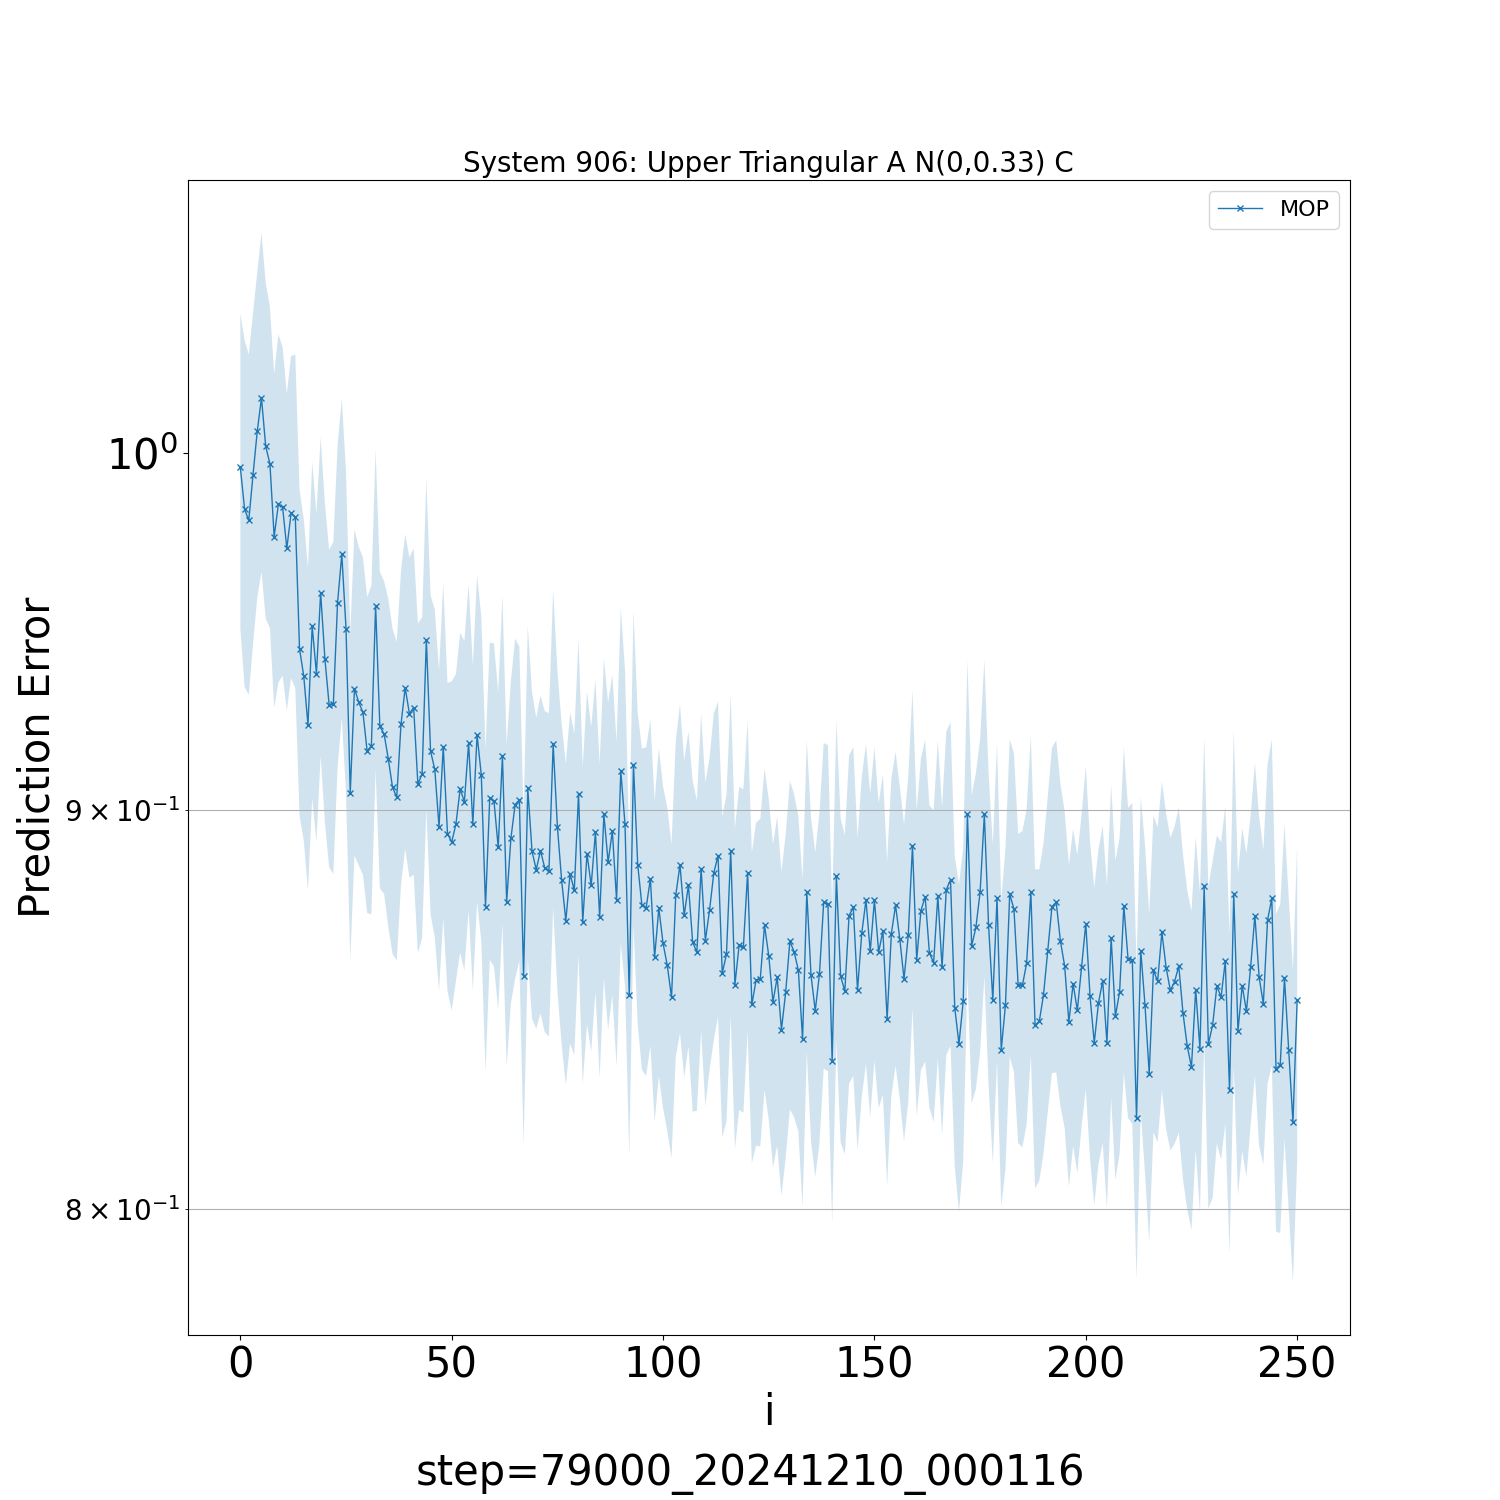 System 906: Upper Triangular A N(0,0.33) C
MOP
10⁰
9 × 10⁻¹
8 × 10⁻¹
Prediction Error
0 50 100 150 200 250
i
step=79000_20241210_000116